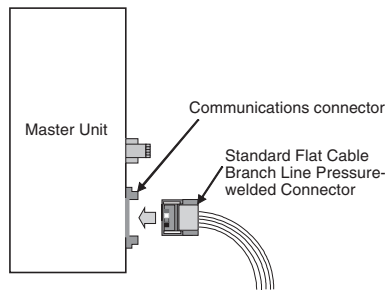 Communications connector
Master Unit
Standard Flat Cable
Branch Line Pressure-
welded Connector